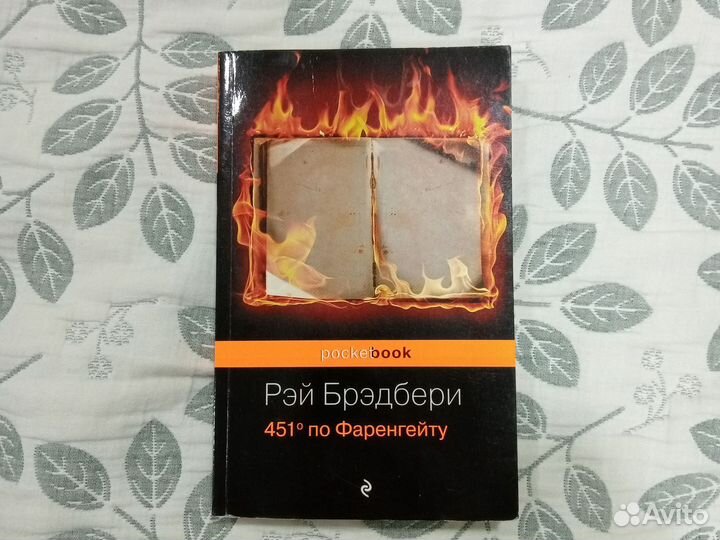 pocketbook
Рэй Брэдбери
451° по Фаренгейту
Avito